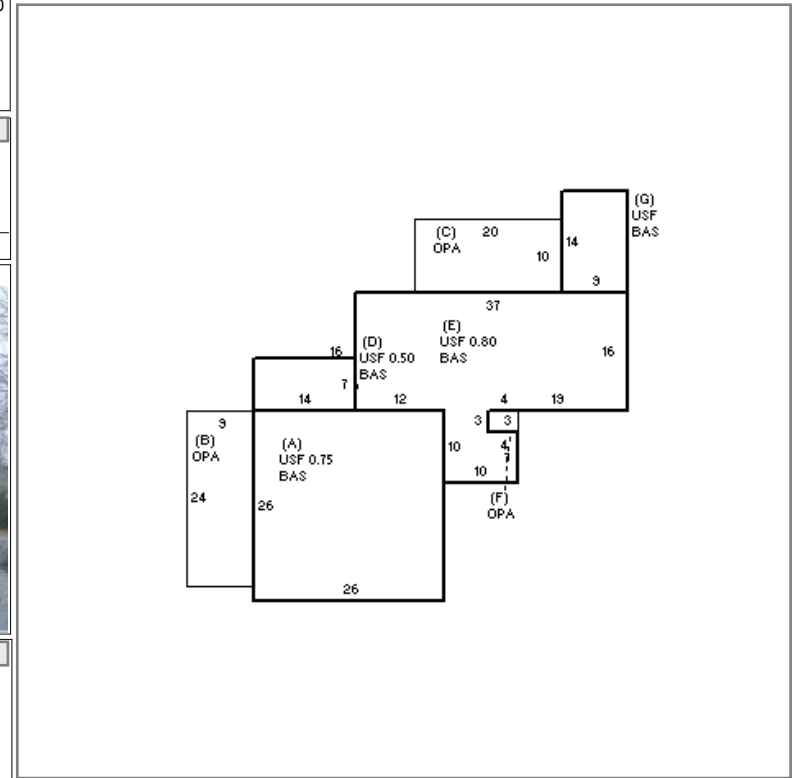 (G)
USF
BAS
(C)
OPA
20
10
14
9
37
(E)
USF 0.80
BAS
16
16
(D)
USF 0.50
BAS
7
14
12
4
19
3
3
9
(B)
OPA
24
(A)
USF 0.75
BAS
26
26
10
4
10
(F)
OPA